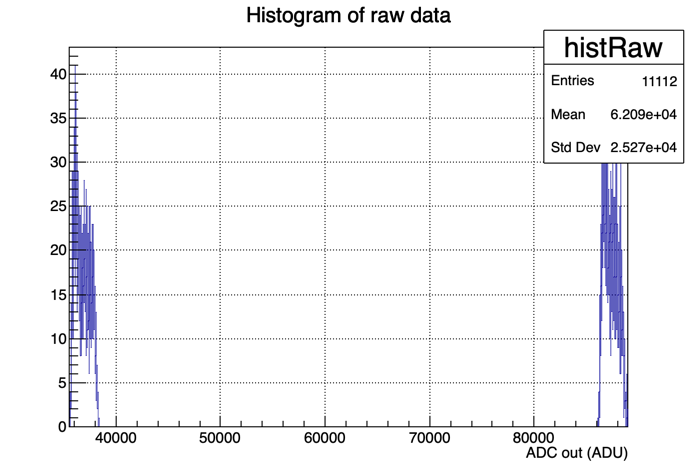 Histogram of raw data
histRaw
Entries 11112
Mean 6.209e+04
Std Dev 2.527e+04
40
35
30
25
20
15
10
5
0
40000 50000 60000 70000 80000
ADC out (ADU)